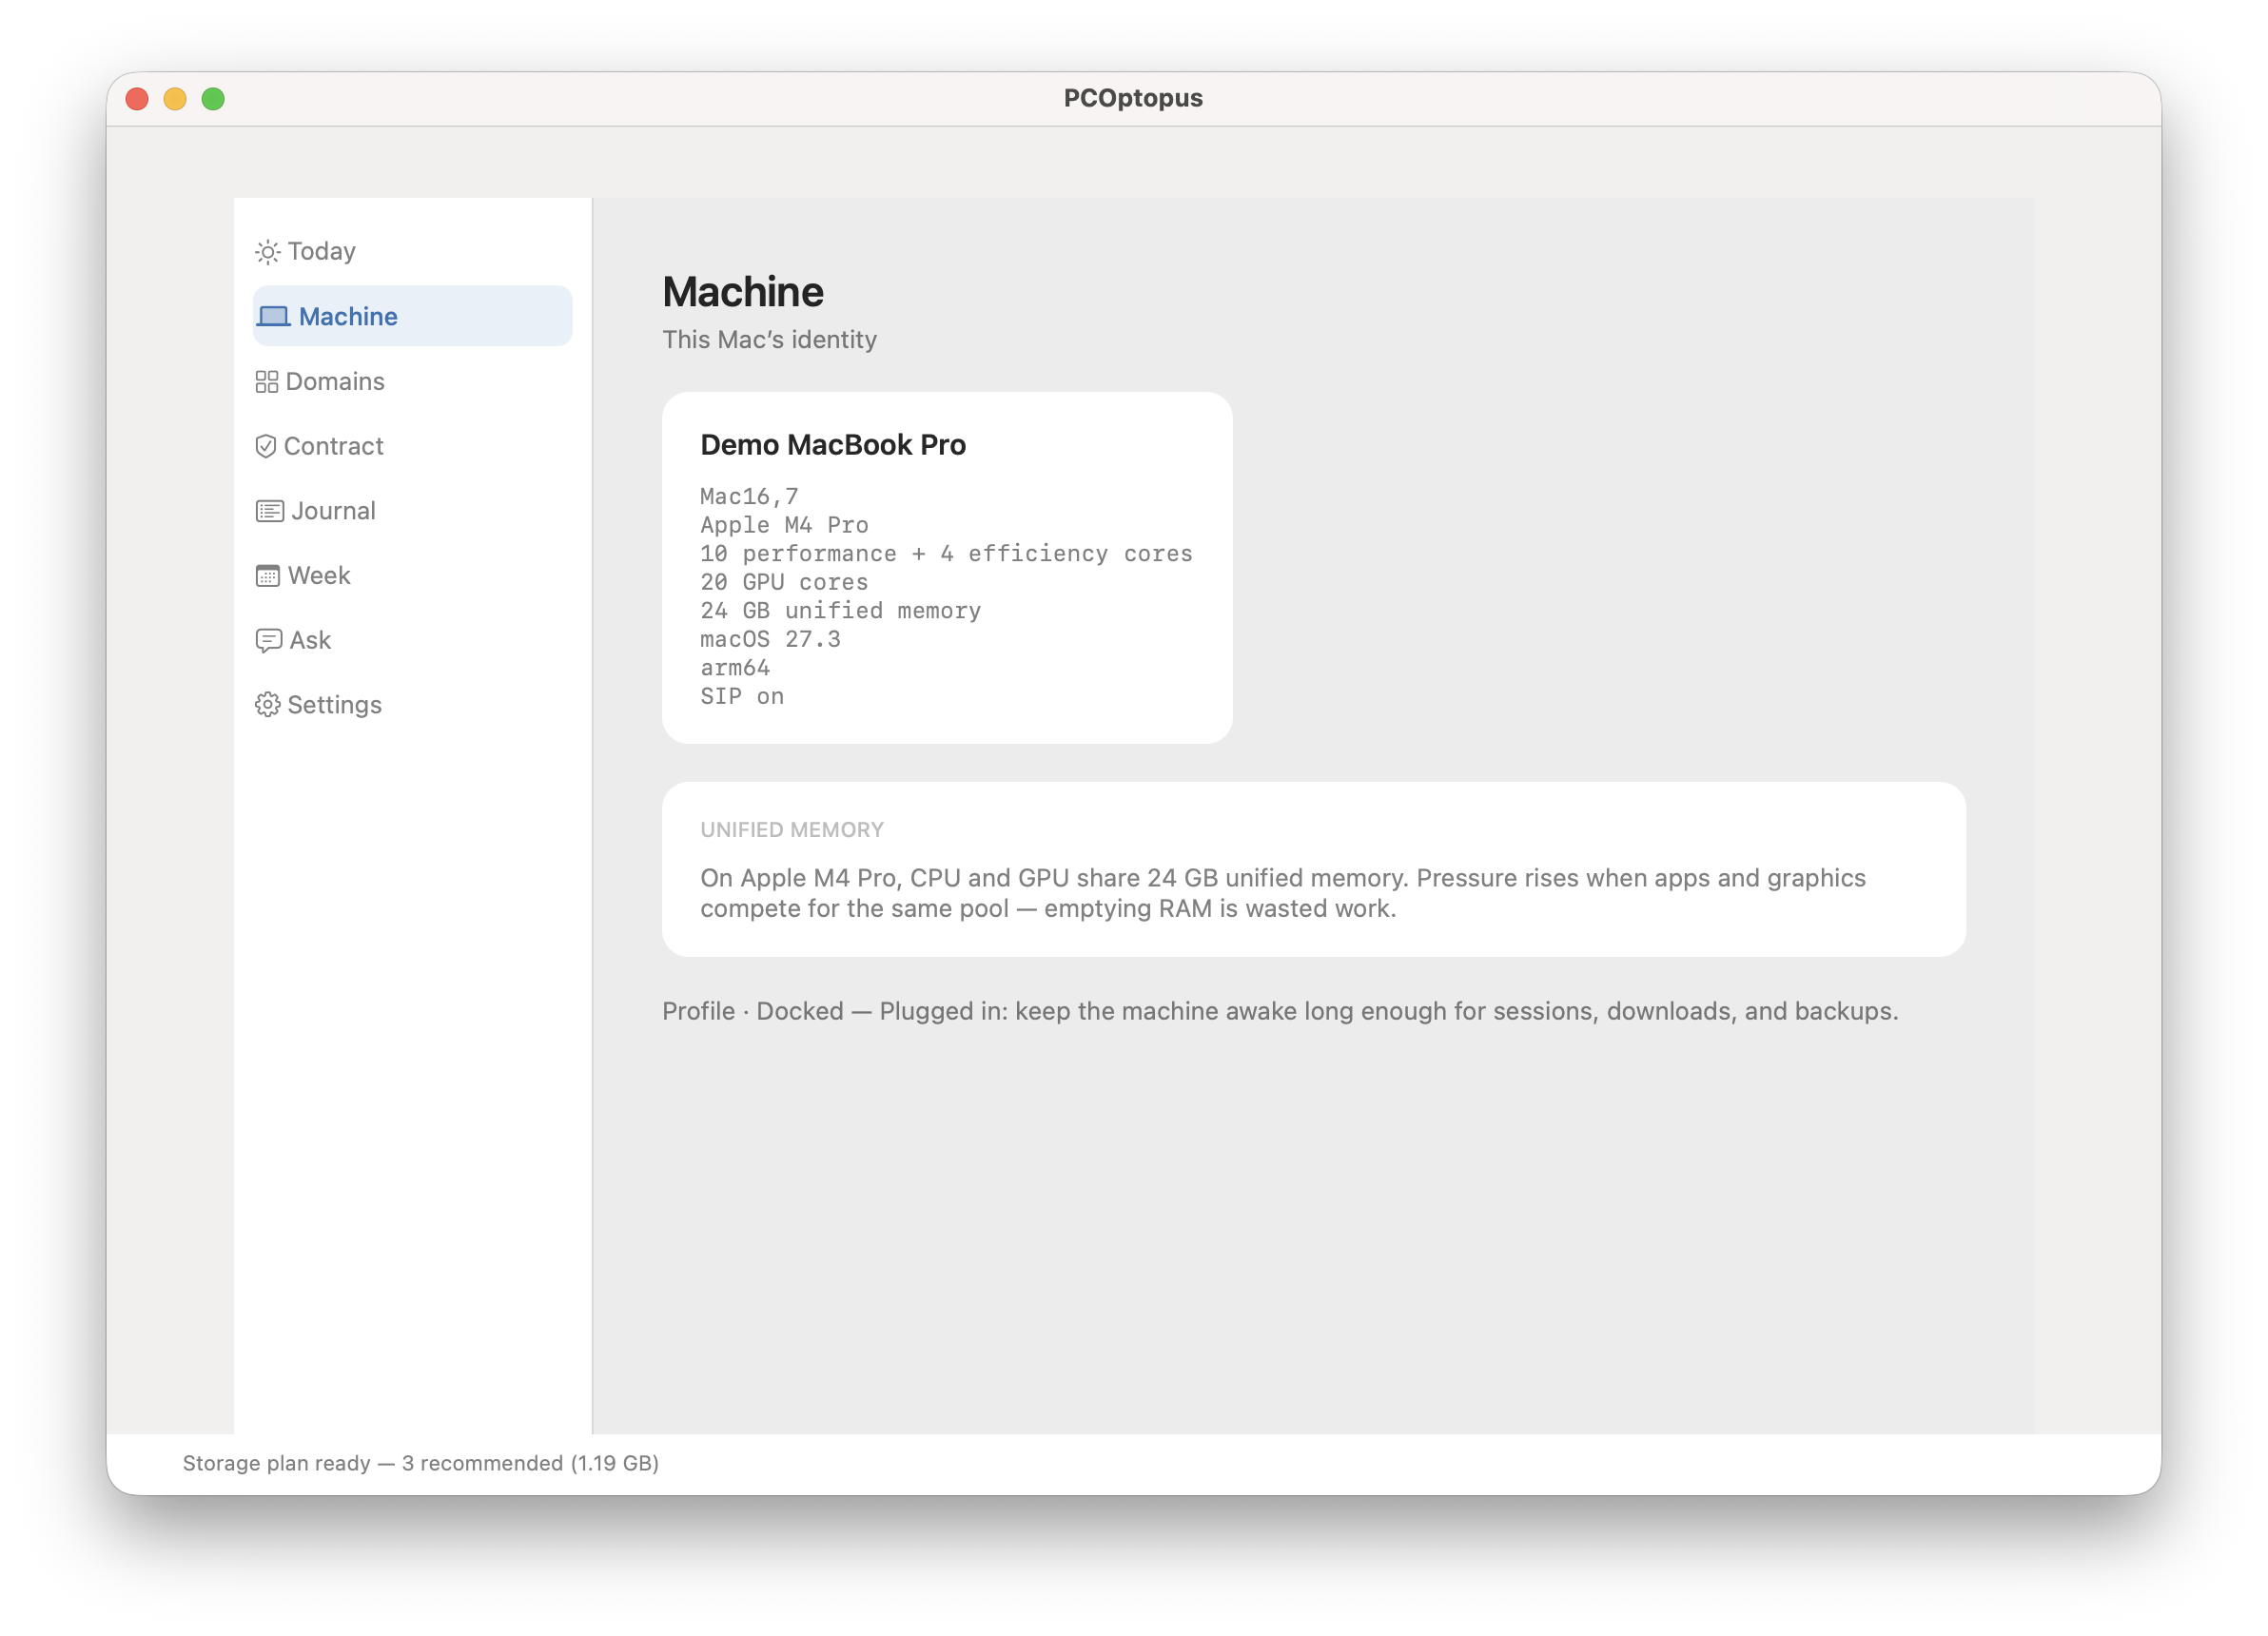 PCOptopus
Today
Machine
Domains
Contract
Journal
Week
Ask
Settings
Machine
This Mac’s identity
Demo MacBook Pro
Mac16,7
Apple M4 Pro
10 performance + 4 efficiency cores
20 GPU cores
24 GB unified memory
macOS 27.3
arm64
SIP on
UNIFIED MEMORY
On Apple M4 Pro, CPU and GPU share 24 GB unified memory. Pressure rises when apps and graphics
compete for the same pool — emptying RAM is wasted work.
Profile · Docked — Plugged in: keep the machine awake long enough for sessions, downloads, and backups.
Storage plan ready — 3 recommended (1.19 GB)